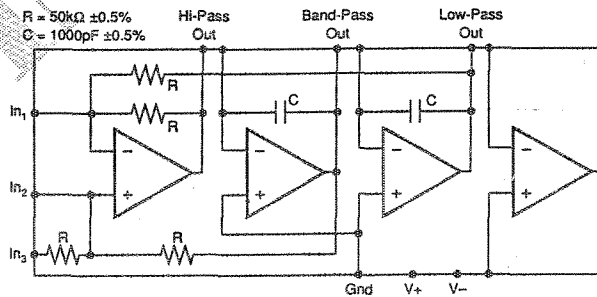 R = 50kΩ ±0.5%
C = 1000pF ±0.5%
Hi-Pass
Out
Band-Pass
Out
Low-Pass
Out
R
R
C
C
In1
In2
In3
R
R
−
+
−
+
−
+
−
+
Gnd
V+
V−